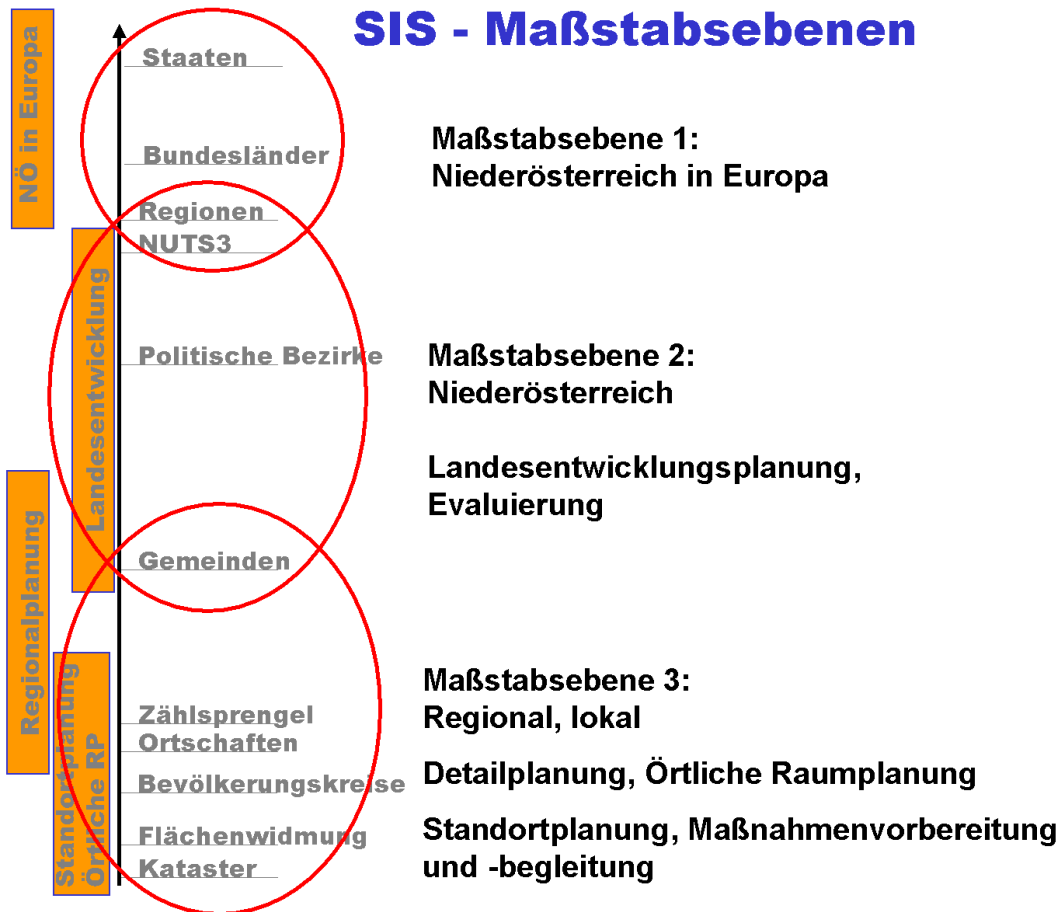 SIS - Maßstabsebenen
NÖ in Europa
Landesentwicklung
Regionalplanung
Standortplanung
Örtliche RP
Staaten
Bundesländer
Regionen
NUTS3
Politische Bezirke
Gemeinden
Zählsprengel
Ortschaften
Bevölkerungskreise
Flächenwidmung
Kataster
Maßstabsebene 1:
Niederösterreich in Europa
Maßstabsebene 2:
Niederösterreich
Landesentwicklungsplanung,
Evaluierung
Maßstabsebene 3:
Regional, lokal
Detailplanung, Örtliche Raumplanung
Standortplanung, Maßnahmenvorbereitung
und -begleitung